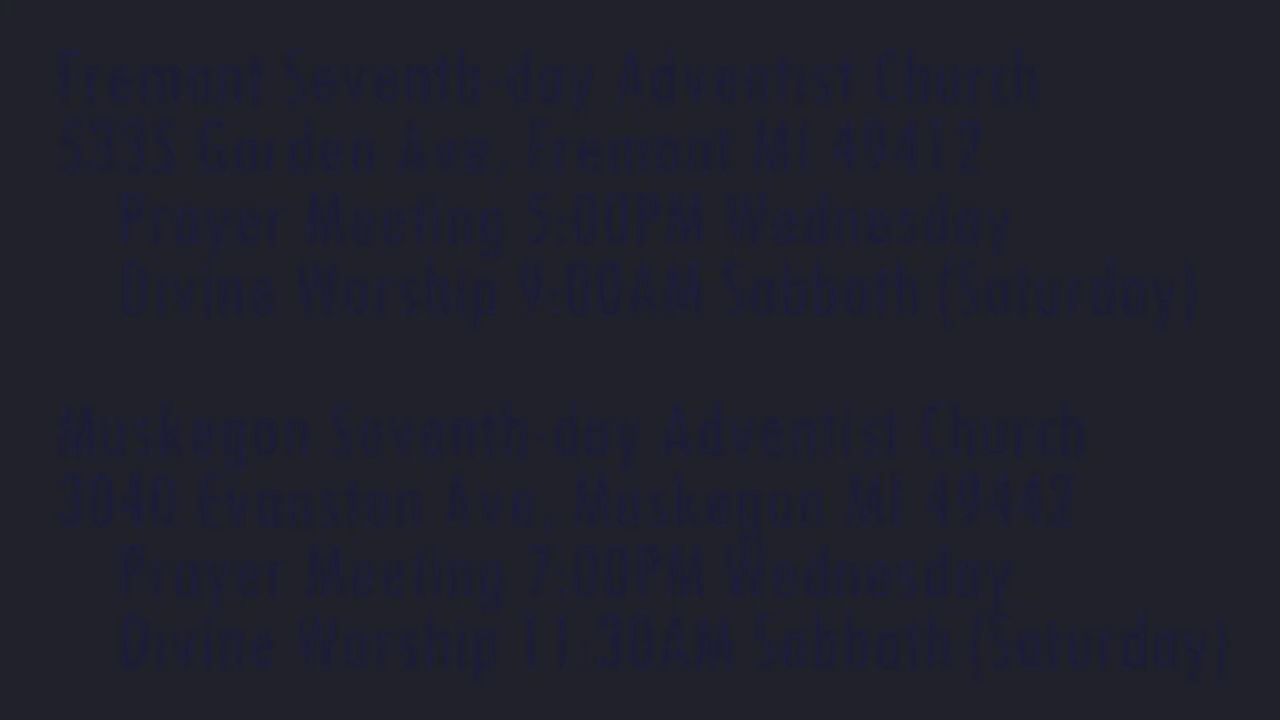 Fremont Seventh-day Adventist Church
5335 Garden Ave. Fremont MI 49412
Prayer Meeting 5:00PM Wednesday
Divine Worship 9:00AM Sabbath (Saturday)
Muskegon Seventh-day Adventist Church
3040 Evanston Ave. Muskegon MI 49442
Prayer Meeting 7:00PM Wednesday
Divine Worship 11:30AM Sabbath (Saturday)